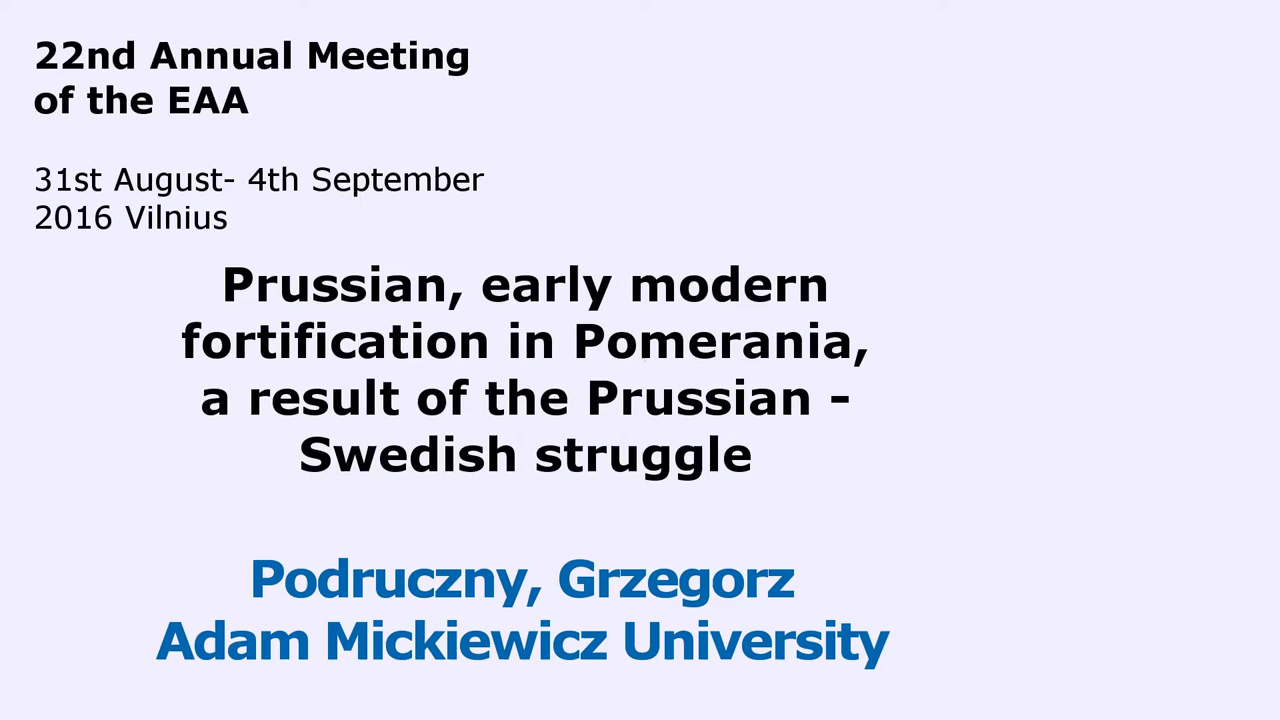 22nd Annual Meeting
of the EAA
31st August- 4th September
2016 Vilnius
Prussian, early modern
fortification in Pomerania,
a result of the Prussian -
Swedish struggle
Podruczny, Grzegorz
Adam Mickiewicz University